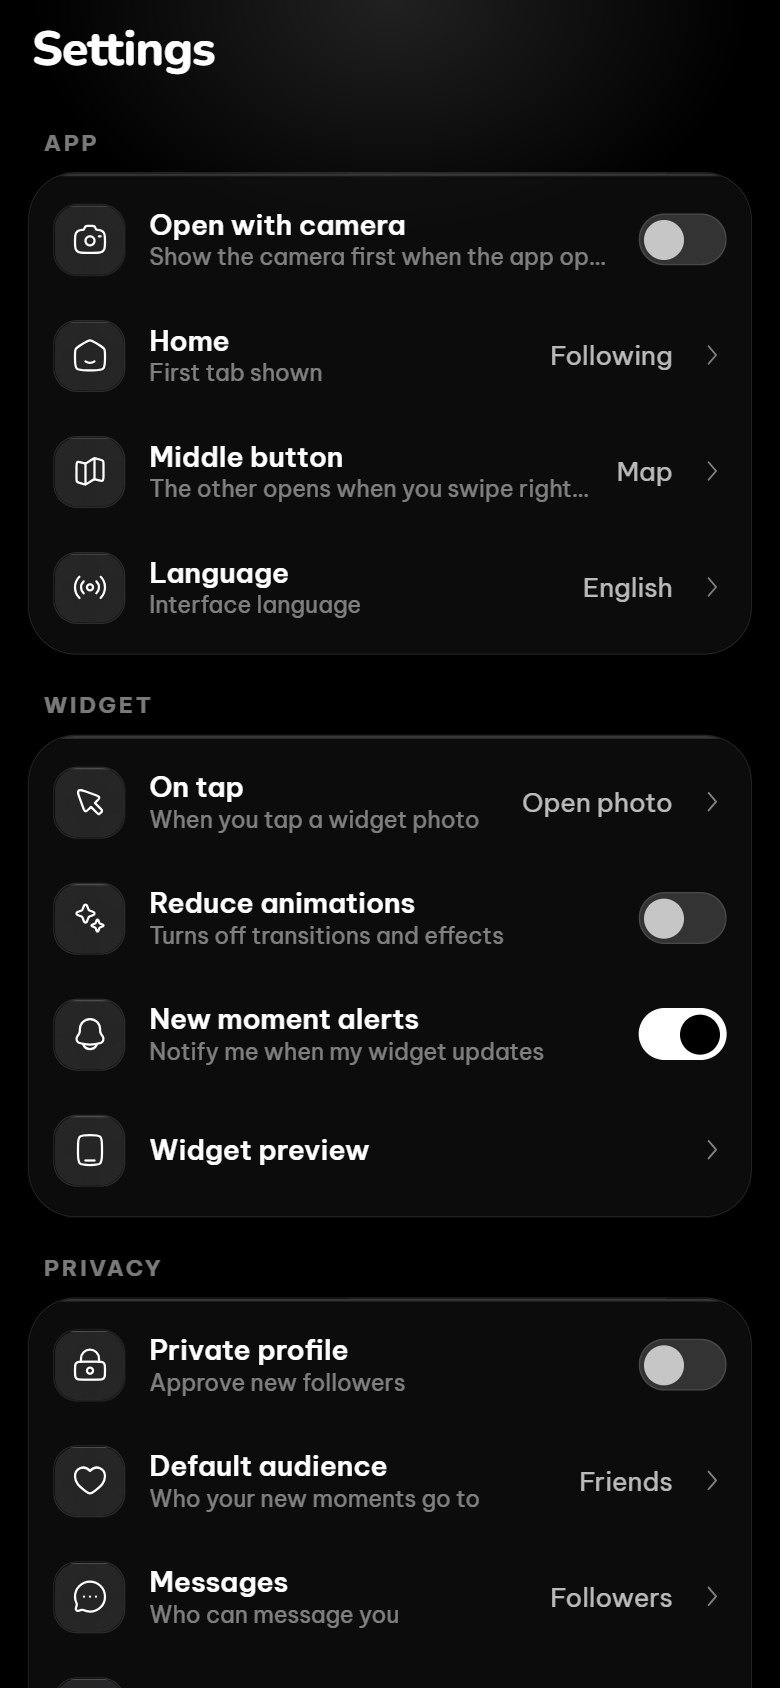 Settings
APP
Open with camera
Show the camera first when the app op...
Home
First tab shown
Following
Middle button
The other opens when you swipe right...
Map
Language
Interface language
English
WIDGET
On tap
When you tap a widget photo
Open photo
Reduce animations
Turns off transitions and effects
New moment alerts
Notify me when my widget updates
Widget preview
PRIVACY
Private profile
Approve new followers
Default audience
Who your new moments go to
Friends
Messages
Who can message you
Followers